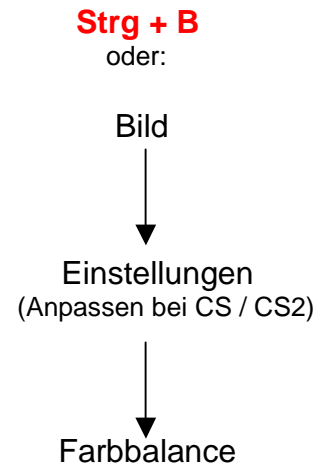 Strg + B
oder:
Bild
Einstellungen
(Anpassen bei CS / CS2)
Farbbalance